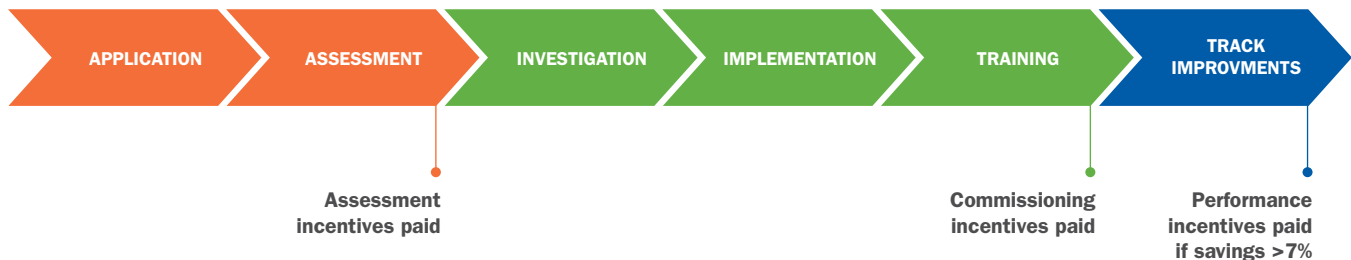 APPLICATION
ASSESSMENT
INVESTIGATION
IMPLEMENTATION
TRAINING
TRACK
IMPROVMENTS
Assessment
incentives paid
Commissioning
incentives paid
Performance
incentives paid
if savings >7%